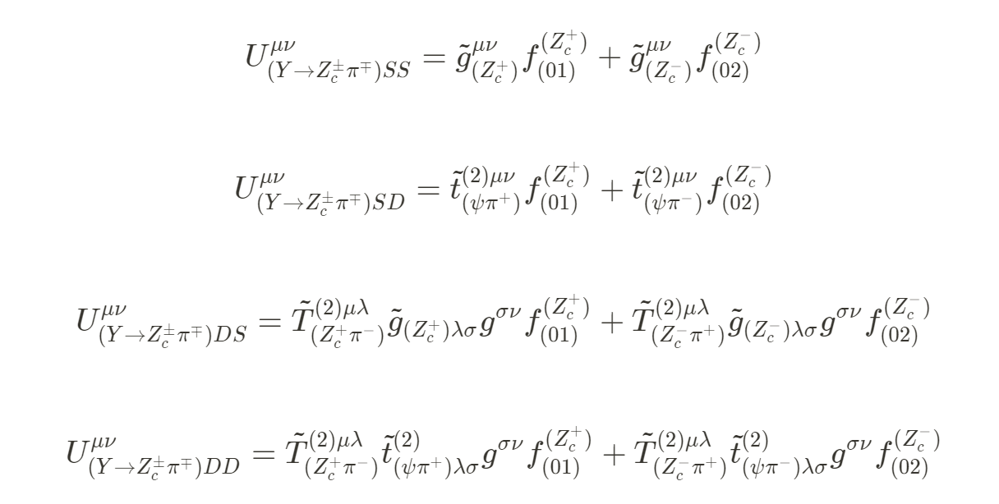 $U^{\mu\nu}_{(Y\to Z_c^{\pm}\pi^{\mp})SS} = \tilde{g}^{\mu\nu}_{(Z_c^+)} f^{(Z_c^+)}_{(01)} + \tilde{g}^{\mu\nu}_{(Z_c^-)} f^{(Z_c^-)}_{(02)}$
$U^{\mu\nu}_{(Y\to Z_c^{\pm}\pi^{\mp})SD} = \tilde{t}^{(2)\mu\nu}_{(\psi\pi^+)} f^{(Z_c^+)}_{(01)} + \tilde{t}^{(2)\mu\nu}_{(\psi\pi^-)} f^{(Z_c^-)}_{(02)}$
$U^{\mu\nu}_{(Y\to Z_c^{\pm}\pi^{\mp})DS} = \tilde{T}^{(2)\mu\lambda}_{(Z_c^+\pi^-)} \tilde{g}_{(Z_c^+)\lambda\sigma} g^{\sigma\nu} f^{(Z_c^+)}_{(01)} + \tilde{T}^{(2)\mu\lambda}_{(Z_c^-\pi^+)} \tilde{g}_{(Z_c^-)\lambda\sigma} g^{\sigma\nu} f^{(Z_c^-)}_{(02)}$
$U^{\mu\nu}_{(Y\to Z_c^{\pm}\pi^{\mp})DD} = \tilde{T}^{(2)\mu\lambda}_{(Z_c^+\pi^-)} \tilde{t}^{(2)}_{(\psi\pi^+)\lambda\sigma} g^{\sigma\nu} f^{(Z_c^+)}_{(01)} + \tilde{T}^{(2)\mu\lambda}_{(Z_c^-\pi^+)} \tilde{t}^{(2)}_{(\psi\pi^-)\lambda\sigma} g^{\sigma\nu} f^{(Z_c^-)}_{(02)}$